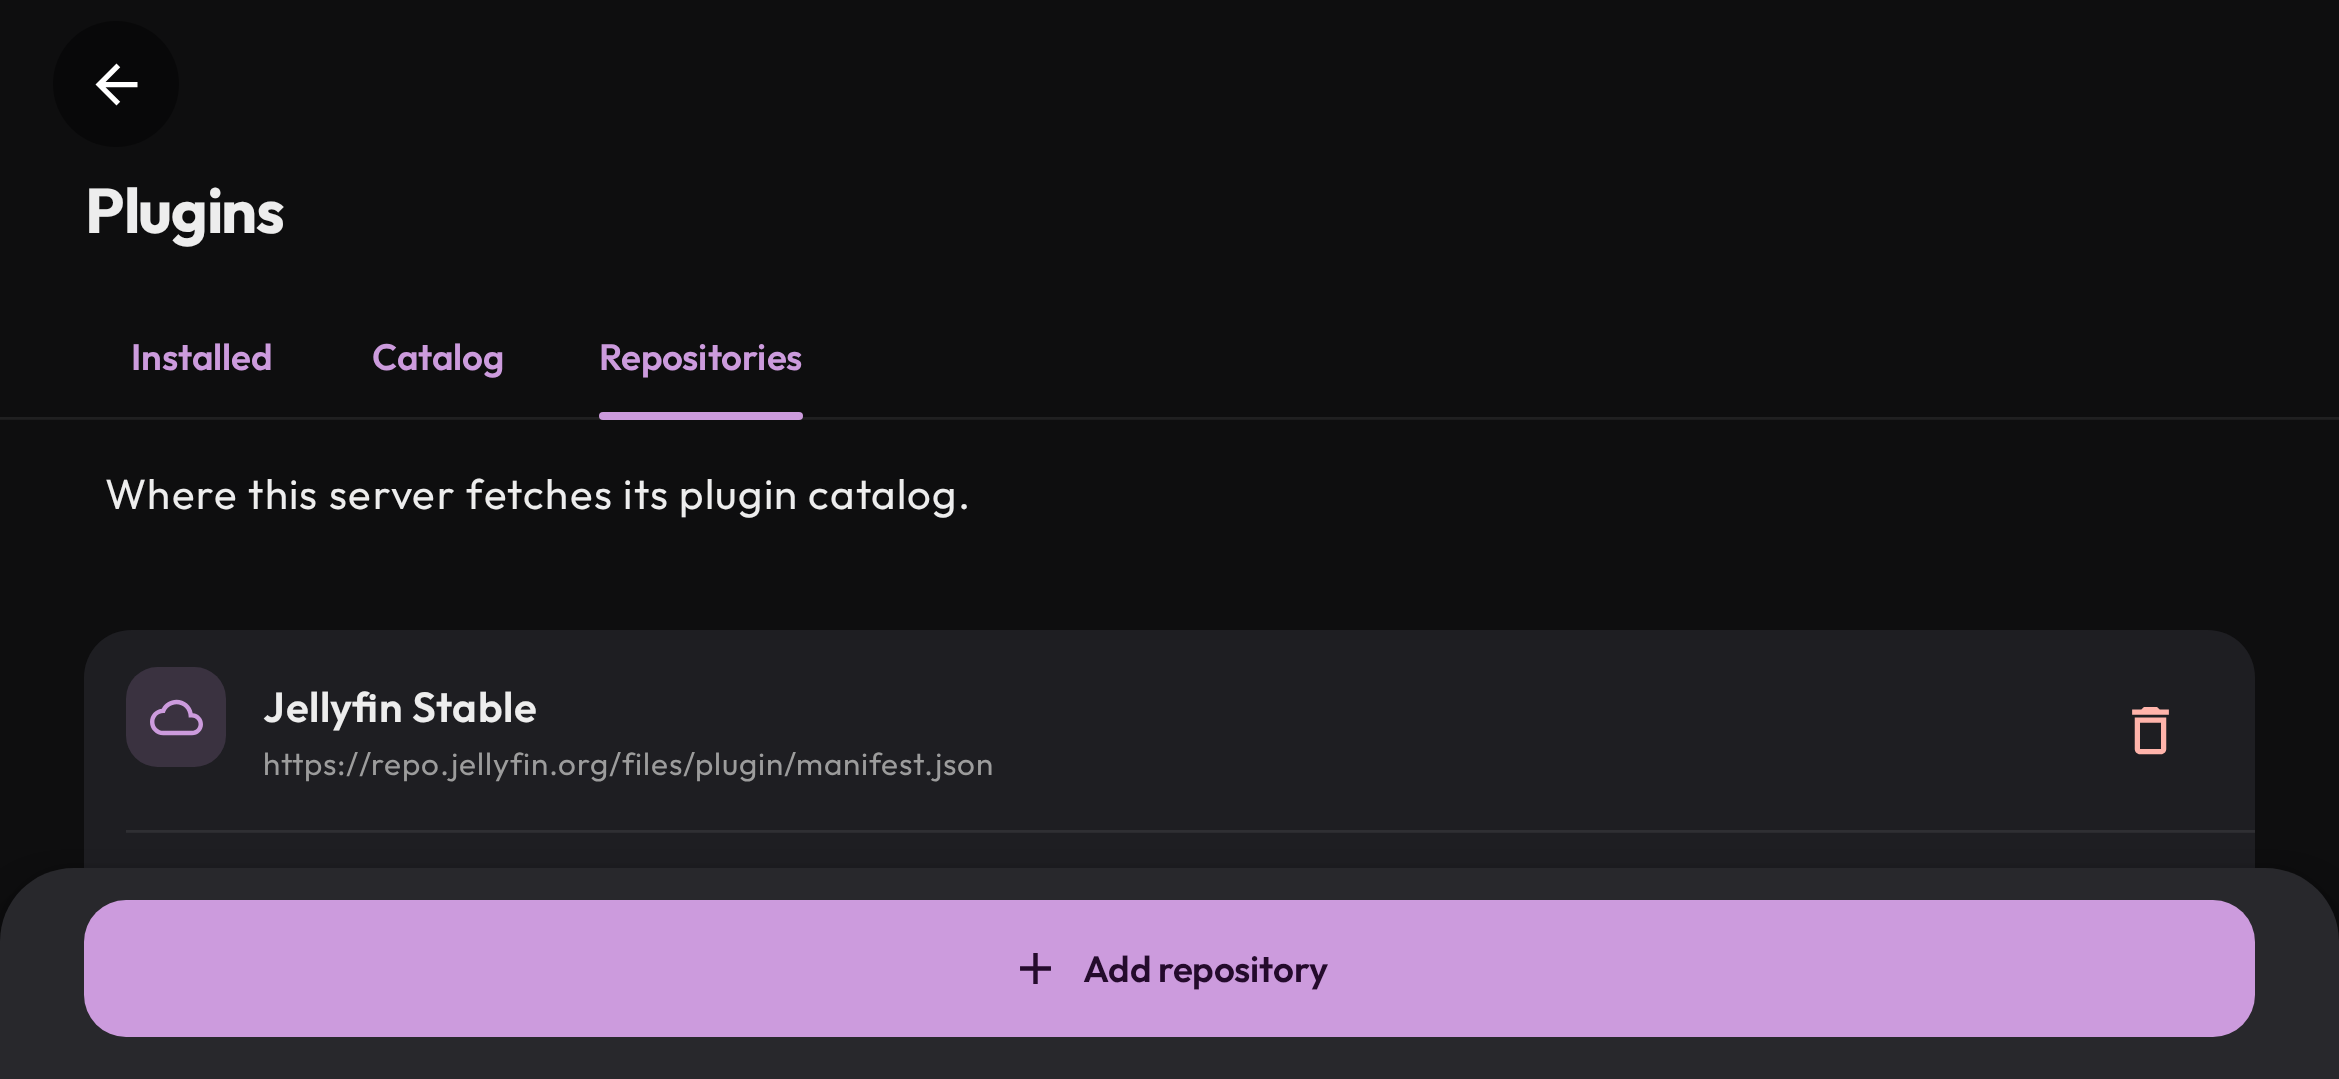 Plugins
Installed
Catalog
Repositories
Where this server fetches its plugin catalog.
Jellyfin Stable
https://repo.jellyfin.org/files/plugin/manifest.json
Add repository